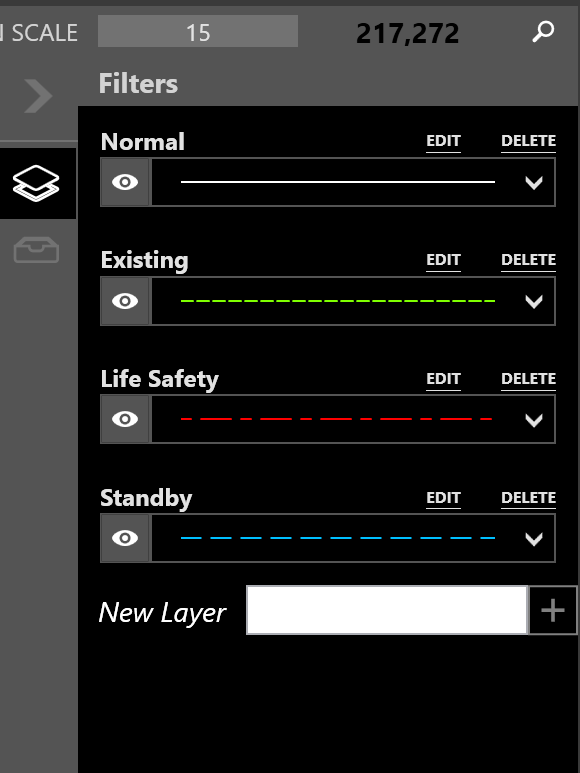 N SCALE 15 217,272
Filters
Normal EDIT DELETE
Existing EDIT DELETE
Life Safety EDIT DELETE
Standby EDIT DELETE
New Layer +